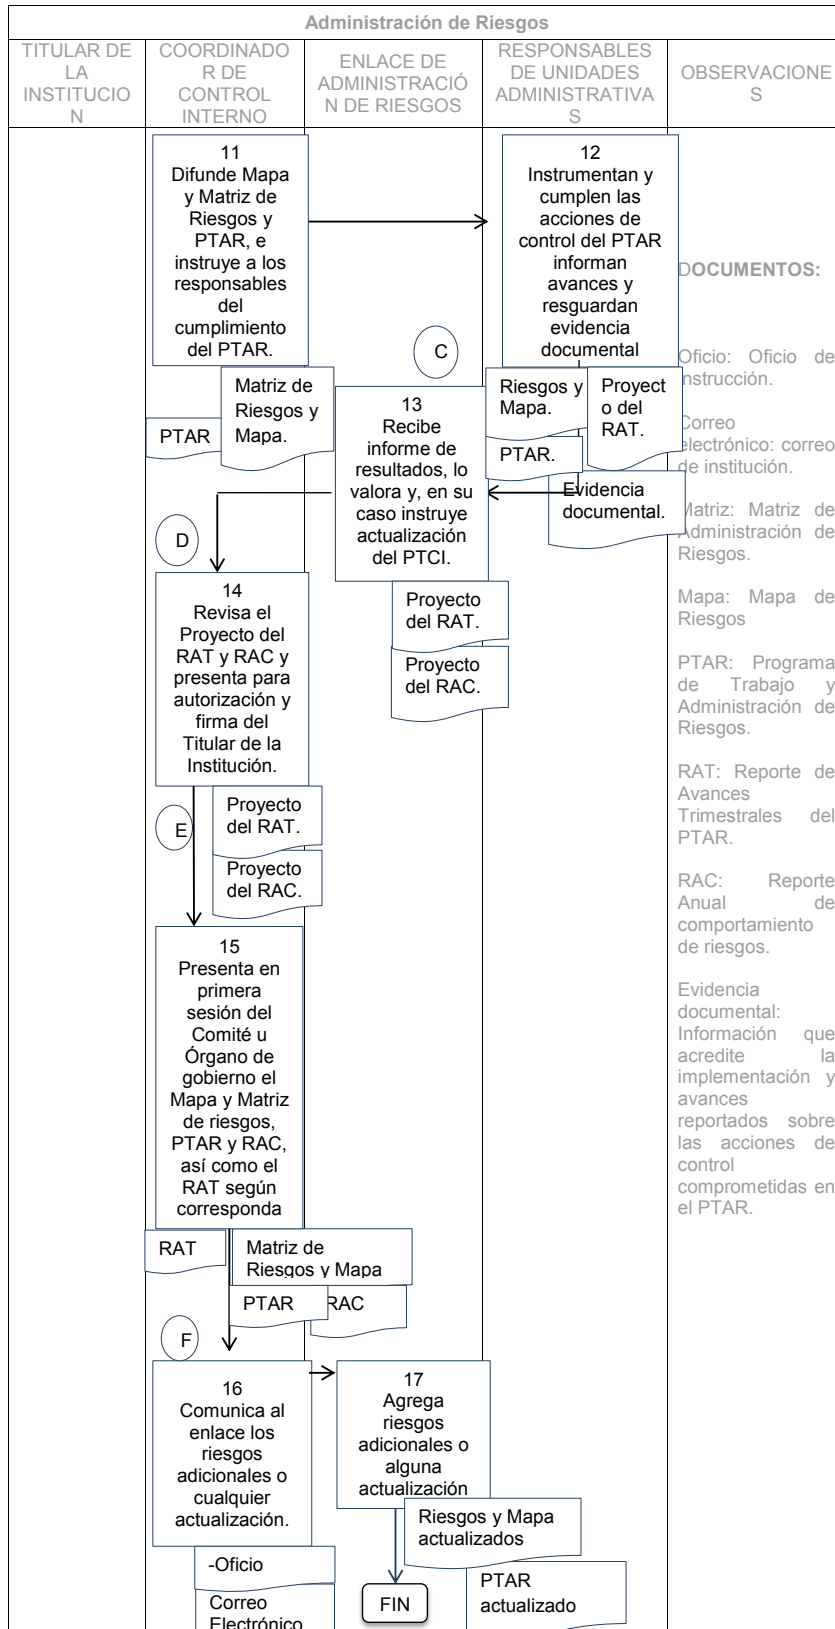 Administración de Riesgos
TITULAR DE
LA
INSTITUCIO
N
COORDINADO
R DE
CONTROL
INTERNO
ENLACE DE
ADMINISTRACIÓ
N DE RIESGOS
RESPONSABLES
DE UNIDADES
ADMINISTRATIVA
S
OBSERVACIONE
S
11
Difunde Mapa
y Matriz de
Riesgos y
PTAR, e
instruye a los
responsables
del
cumplimiento
del PTAR.
PTAR
Matriz de
Riesgos y
Mapa.
12
Instrumentan y
cumplen las
acciones de
control del PTAR
informan
avances y
resguardan
evidencia
documental
Riesgos y
Mapa.
PTAR.
Proyect
o del
RAT.
Evidencia
documental.
C
13
Recibe
informe de
resultados, lo
valora y, en su
caso instruye
actualización
del PTCI.
Proyecto
del RAT.
Proyecto
del RAC.
D
14
Revisa el
Proyecto del
RAT y RAC y
presenta para
autorización y
firma del
Titular de la
Institución.
Proyecto
del RAT.
Proyecto
del RAC.
E
15
Presenta en
primera
sesión del
Comité u
Órgano de
gobierno el
Mapa y Matriz
de riesgos,
PTAR y RAC,
así como el
RAT según
corresponda
RAT
Matriz de
Riesgos y Mapa
PTAR
RAC
F
16
Comunica al
enlace los
riesgos
adicionales o
cualquier
actualización.
-Oficio
Correo
Electrónico
17
Agrega
riesgos
adicionales o
alguna
actualización
Riesgos y Mapa
actualizados
PTAR
actualizado
FIN
DOCUMENTOS:
Oficio: Oficio de
instrucción.
Correo
electrónico: correo
de institución.
Matriz: Matriz de
Administración de
Riesgos.
Mapa: Mapa de
Riesgos
PTAR: Programa
de Trabajo y
Administración de
Riesgos.
RAT: Reporte de
Avances
Trimestrales del
PTAR.
RAC: Reporte
Anual de
comportamiento
de riesgos.
Evidencia
documental:
Información que
acredite la
implementación y
avances
reportados sobre
las acciones de
control
comprometidas en
el PTAR.